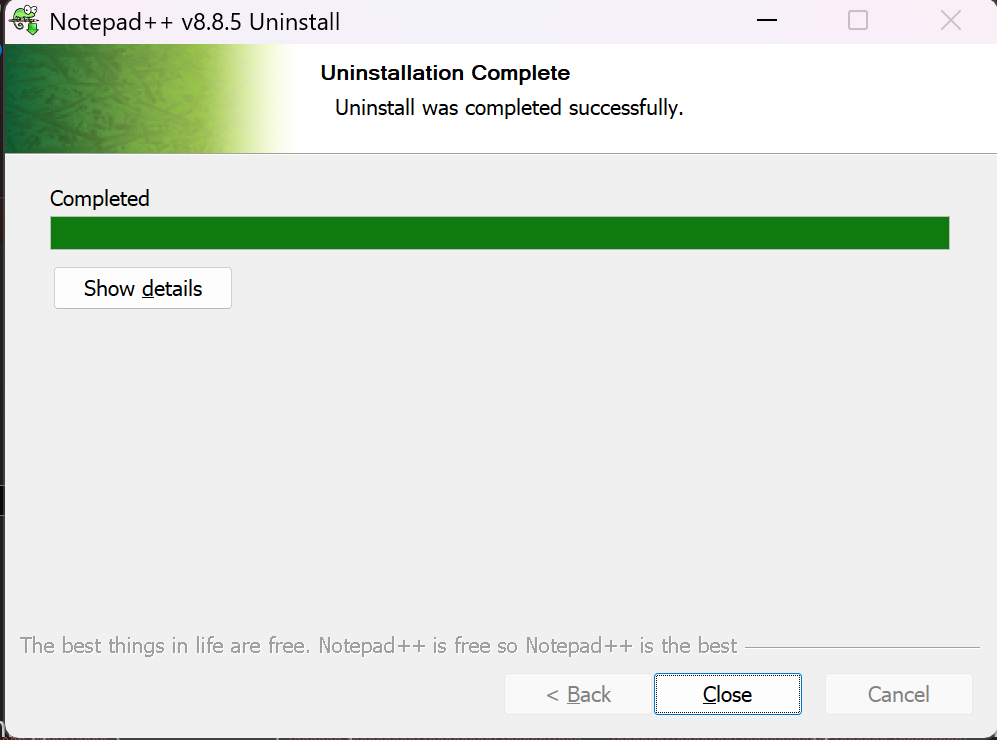 Notepad++ v8.8.5 Uninstall
Uninstallation Complete
Uninstall was completed successfully.
Completed
Show details
The best things in life are free. Notepad++ is free so Notepad++ is the best
< Back
Close
Cancel